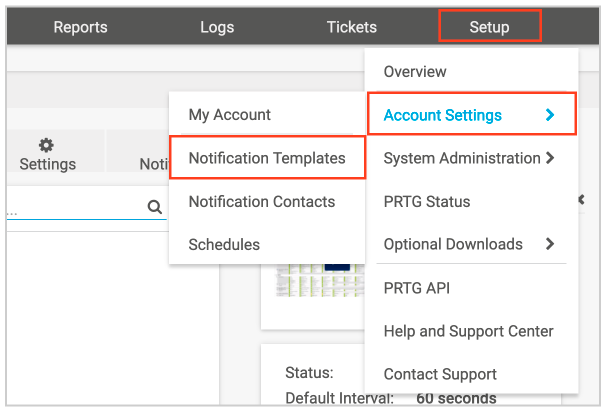 Reports Logs Tickets Setup
Overview
My Account
Account Settings
Settings
Noti
Notification Templates
System Administration
...
Notification Contacts
PRTG Status
Schedules
Optional Downloads
PRTG API
Help and Support Center
Status:
Contact Support
Default Interval: 60 seconds